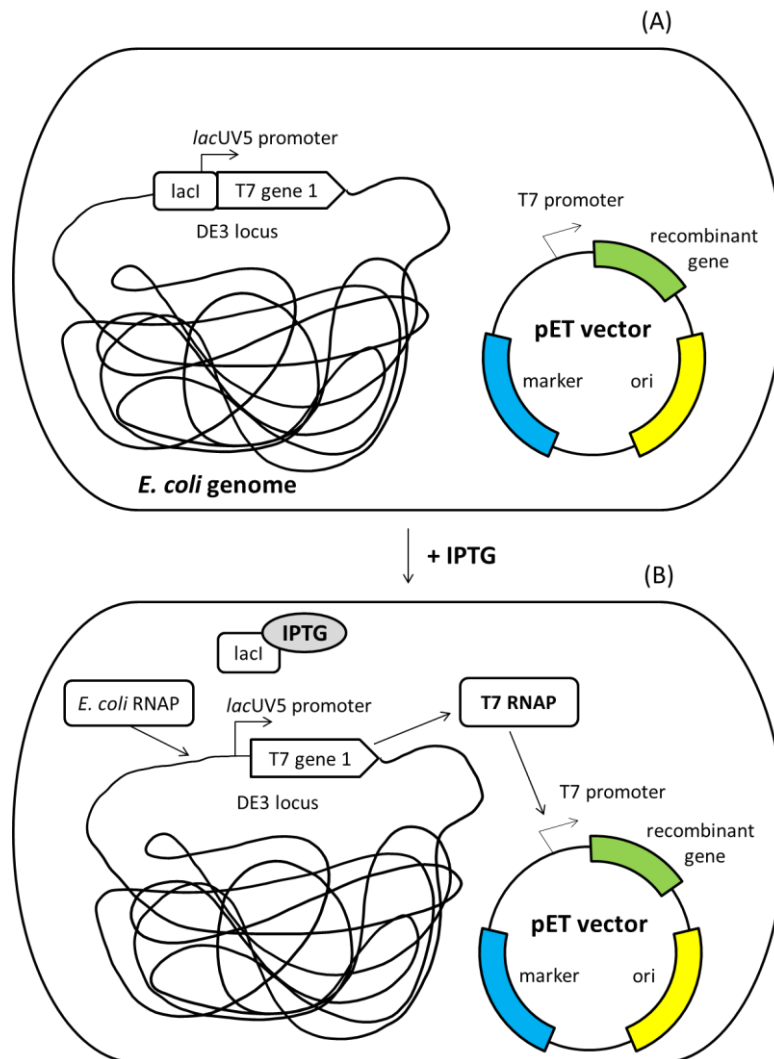 (A)
lacUV5 promoter
lacI
T7 gene 1
DE3 locus
T7 promoter
recombinant
gene
pET vector
marker
ori
E. coli genome
+ IPTG
(B)
IPTG
lacI
E. coli RNAP
lacUV5 promoter
T7 RNAP
T7 gene 1
DE3 locus
T7 promoter
recombinant
gene
pET vector
marker
ori